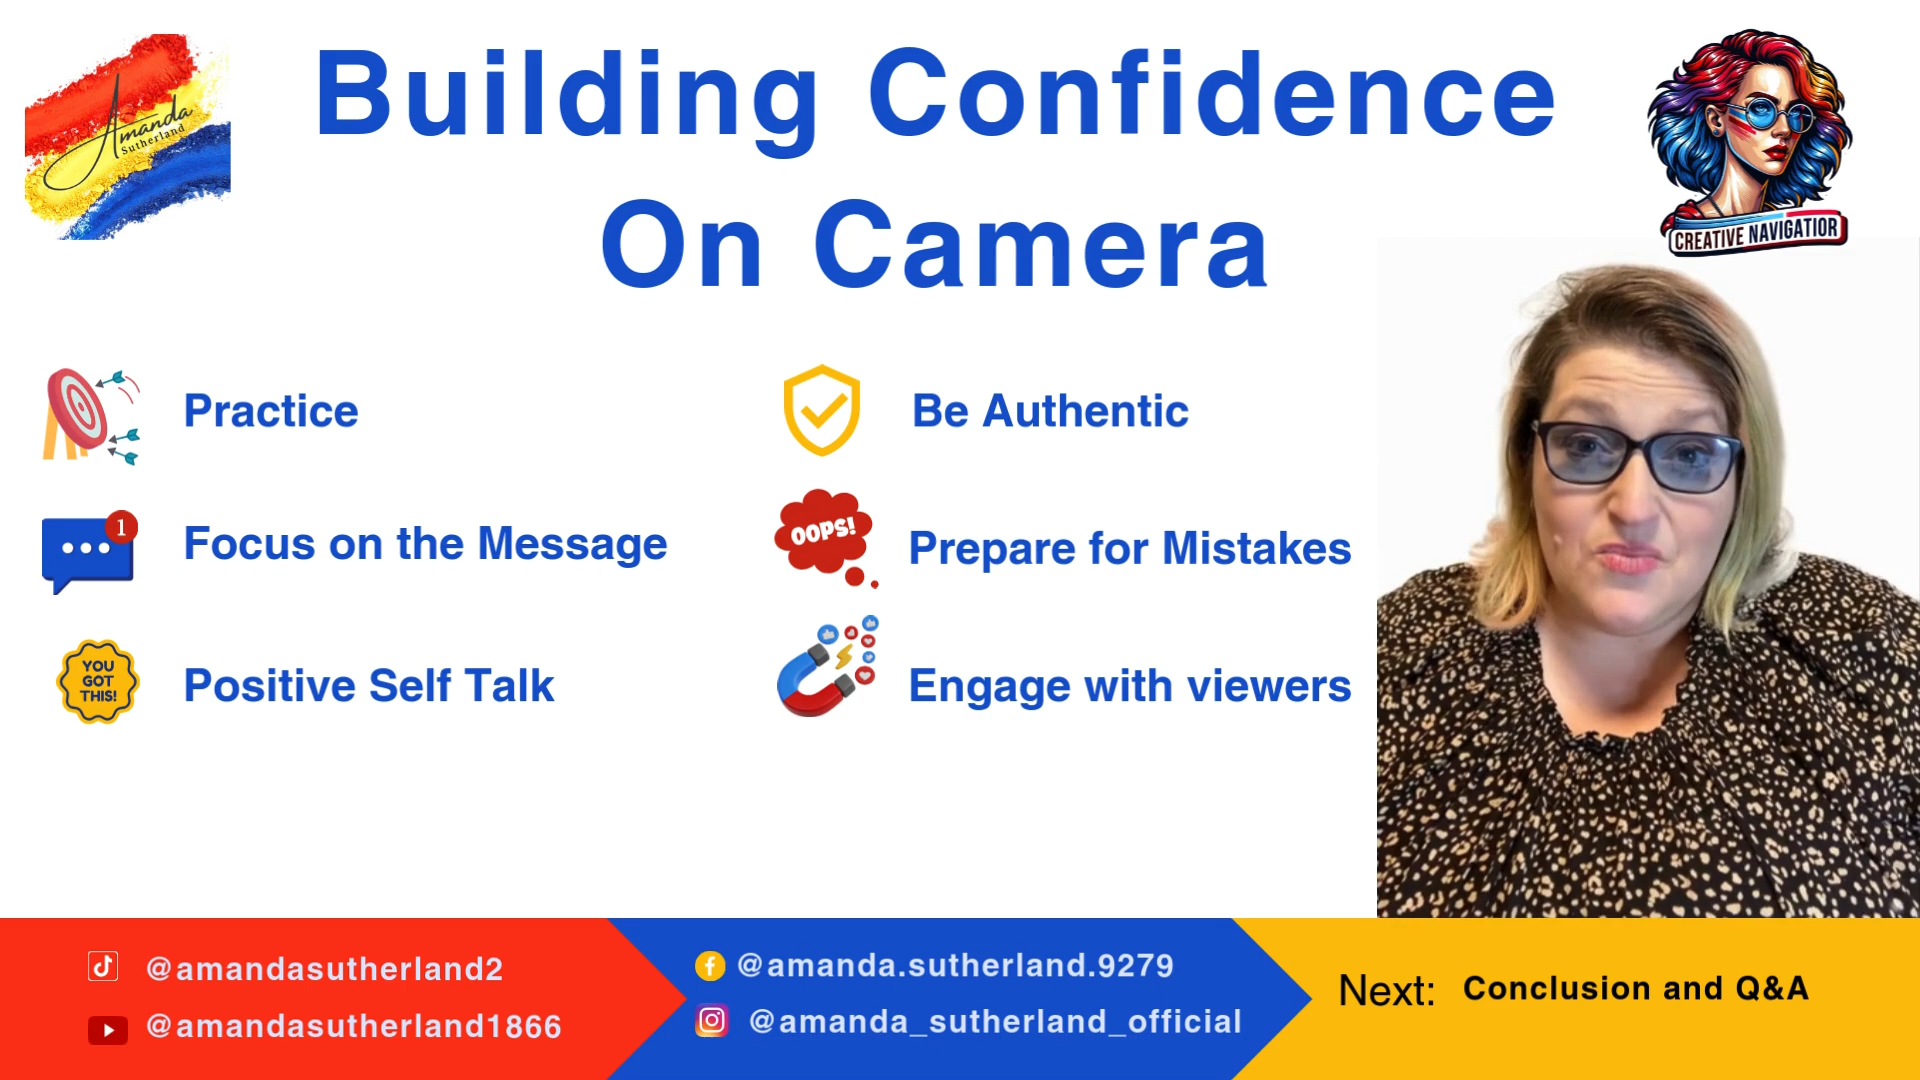 Amanda
Sutherland
Building Confidence
On Camera
CREATIVE NAVIGATIOR
Practice
Be Authentic
1
Focus on the Message
OOPS!
Prepare for Mistakes
YOU
GOT
THIS!
Positive Self Talk
Engage with viewers
@amandasutherland2
@amandasutherland1866
@amanda.sutherland.9279
@amanda_sutherland_official
Next: Conclusion and Q&A